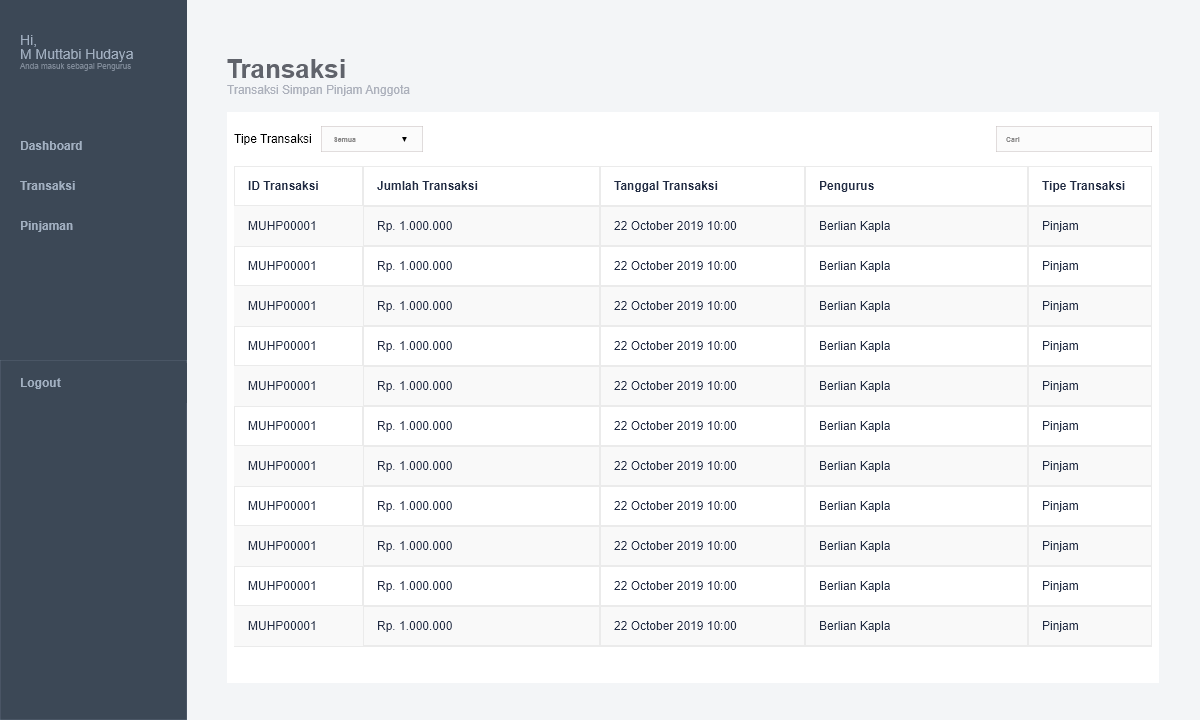 Hi,
M Muttabi Hudaya
Anda masuk sebagai Pengurus
Dashboard
Transaksi
Pinjaman
Logout
Transaksi
Transaksi Simpan Pinjam Anggota
Tipe Transaksi Semua ▼ Cari
ID Transaksi Jumlah Transaksi Tanggal Transaksi Pengurus Tipe Transaksi
MUHP00001 Rp. 1.000.000 22 October 2019 10:00 Berlian Kapla Pinjam
MUHP00001 Rp. 1.000.000 22 October 2019 10:00 Berlian Kapla Pinjam
MUHP00001 Rp. 1.000.000 22 October 2019 10:00 Berlian Kapla Pinjam
MUHP00001 Rp. 1.000.000 22 October 2019 10:00 Berlian Kapla Pinjam
MUHP00001 Rp. 1.000.000 22 October 2019 10:00 Berlian Kapla Pinjam
MUHP00001 Rp. 1.000.000 22 October 2019 10:00 Berlian Kapla Pinjam
MUHP00001 Rp. 1.000.000 22 October 2019 10:00 Berlian Kapla Pinjam
MUHP00001 Rp. 1.000.000 22 October 2019 10:00 Berlian Kapla Pinjam
MUHP00001 Rp. 1.000.000 22 October 2019 10:00 Berlian Kapla Pinjam
MUHP00001 Rp. 1.000.000 22 October 2019 10:00 Berlian Kapla Pinjam
MUHP00001 Rp. 1.000.000 22 October 2019 10:00 Berlian Kapla Pinjam